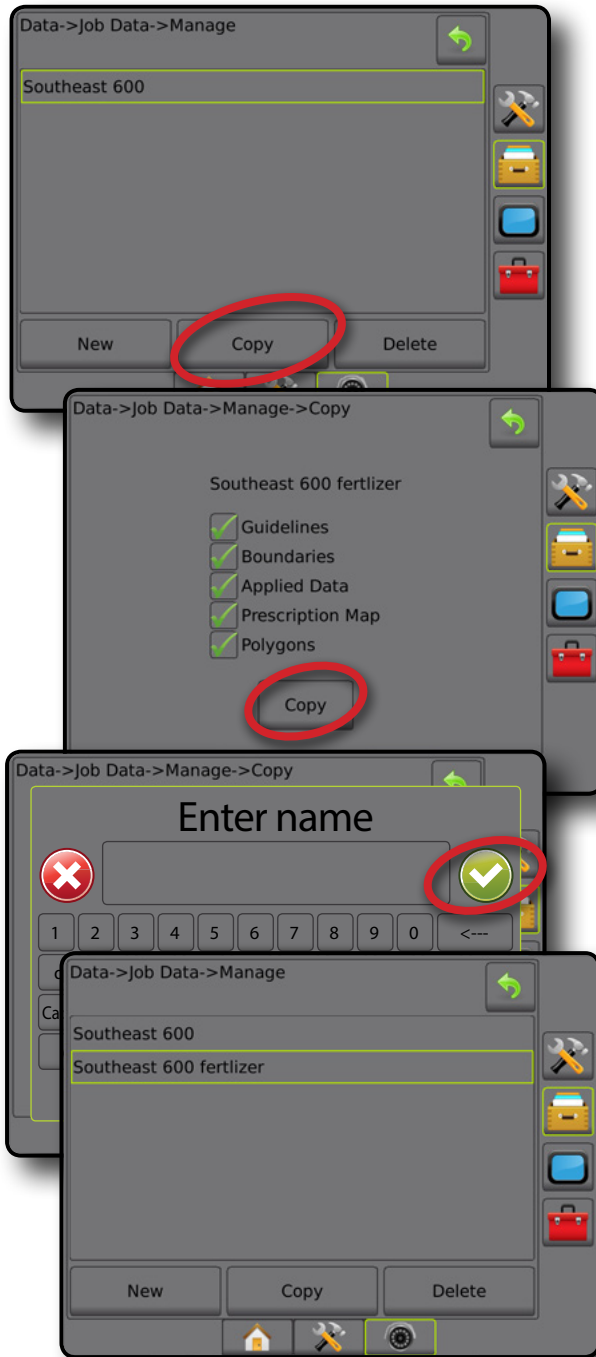 Data->Job Data->Manage
Southeast 600
New Copy Delete
Data->Job Data->Manage->Copy
Southeast 600 fertlizer
Guidelines
Boundaries
Applied Data
Prescription Map
Polygons
Copy
Data->Job Data->Manage->Copy
Enter name
1 2 3 4 5 6 7 8 9 0 <---
Ca
Data->Job Data->Manage
Southeast 600
Southeast 600 fertlizer
New Copy Delete